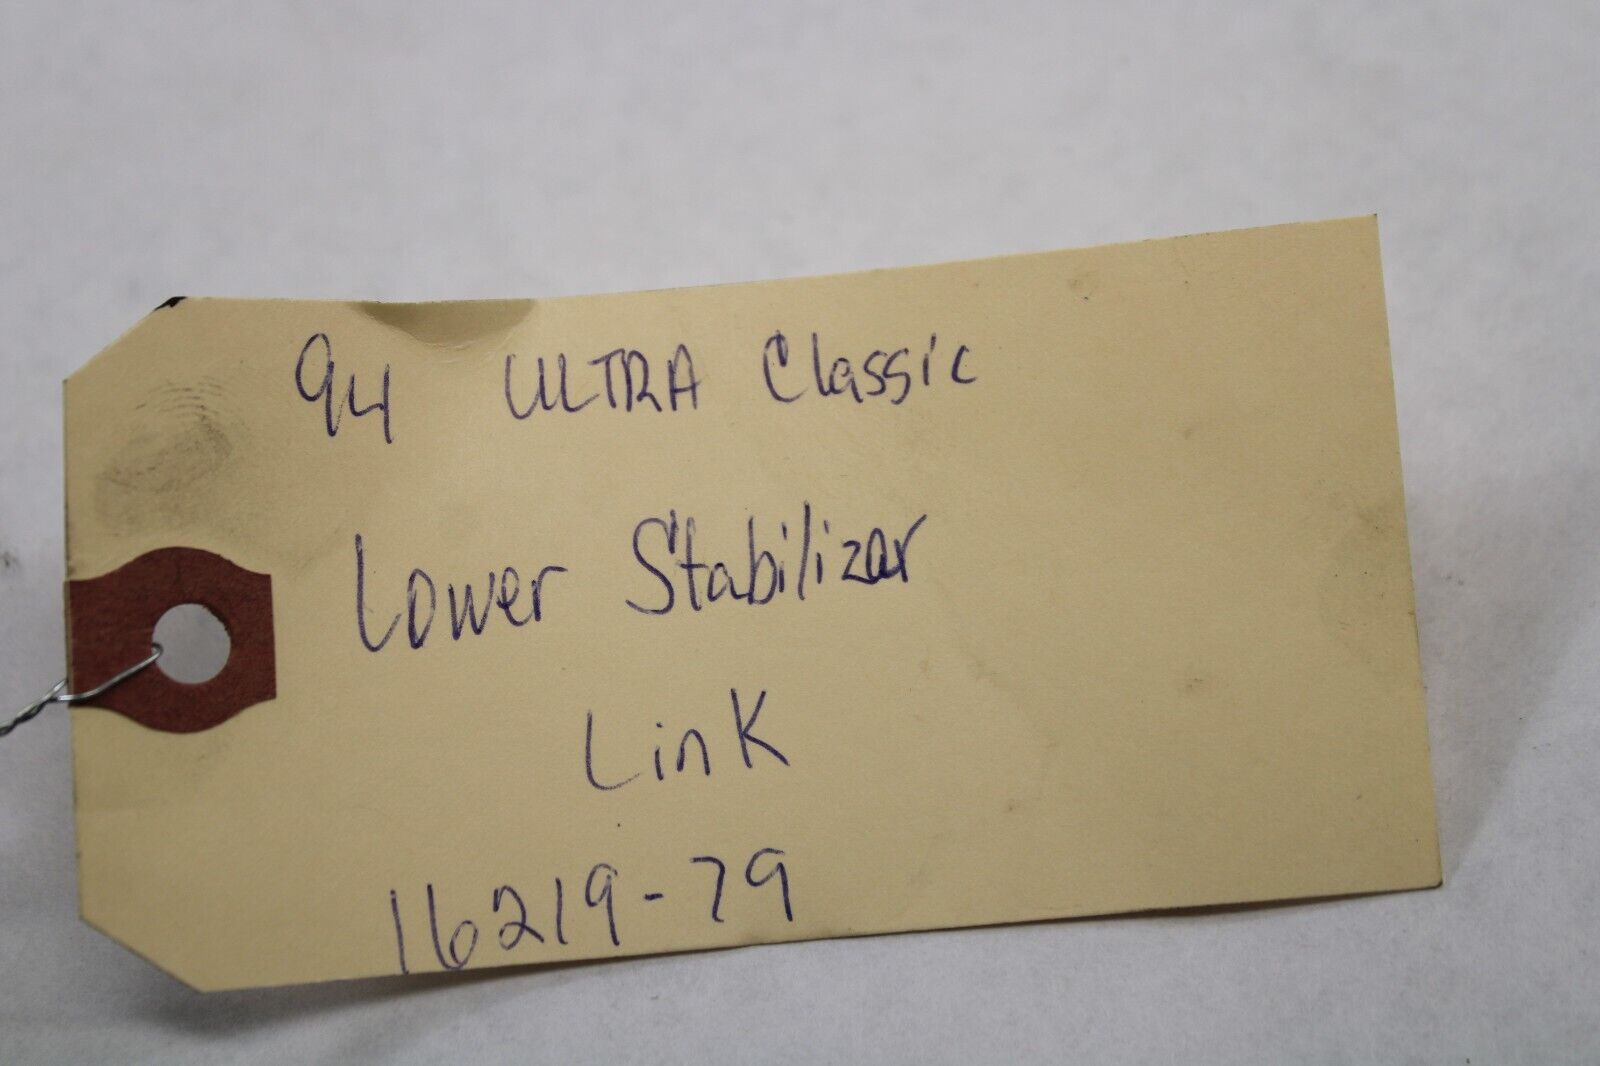 94 ULTRA Classic
Lower Stabilizar
Link
16219-79